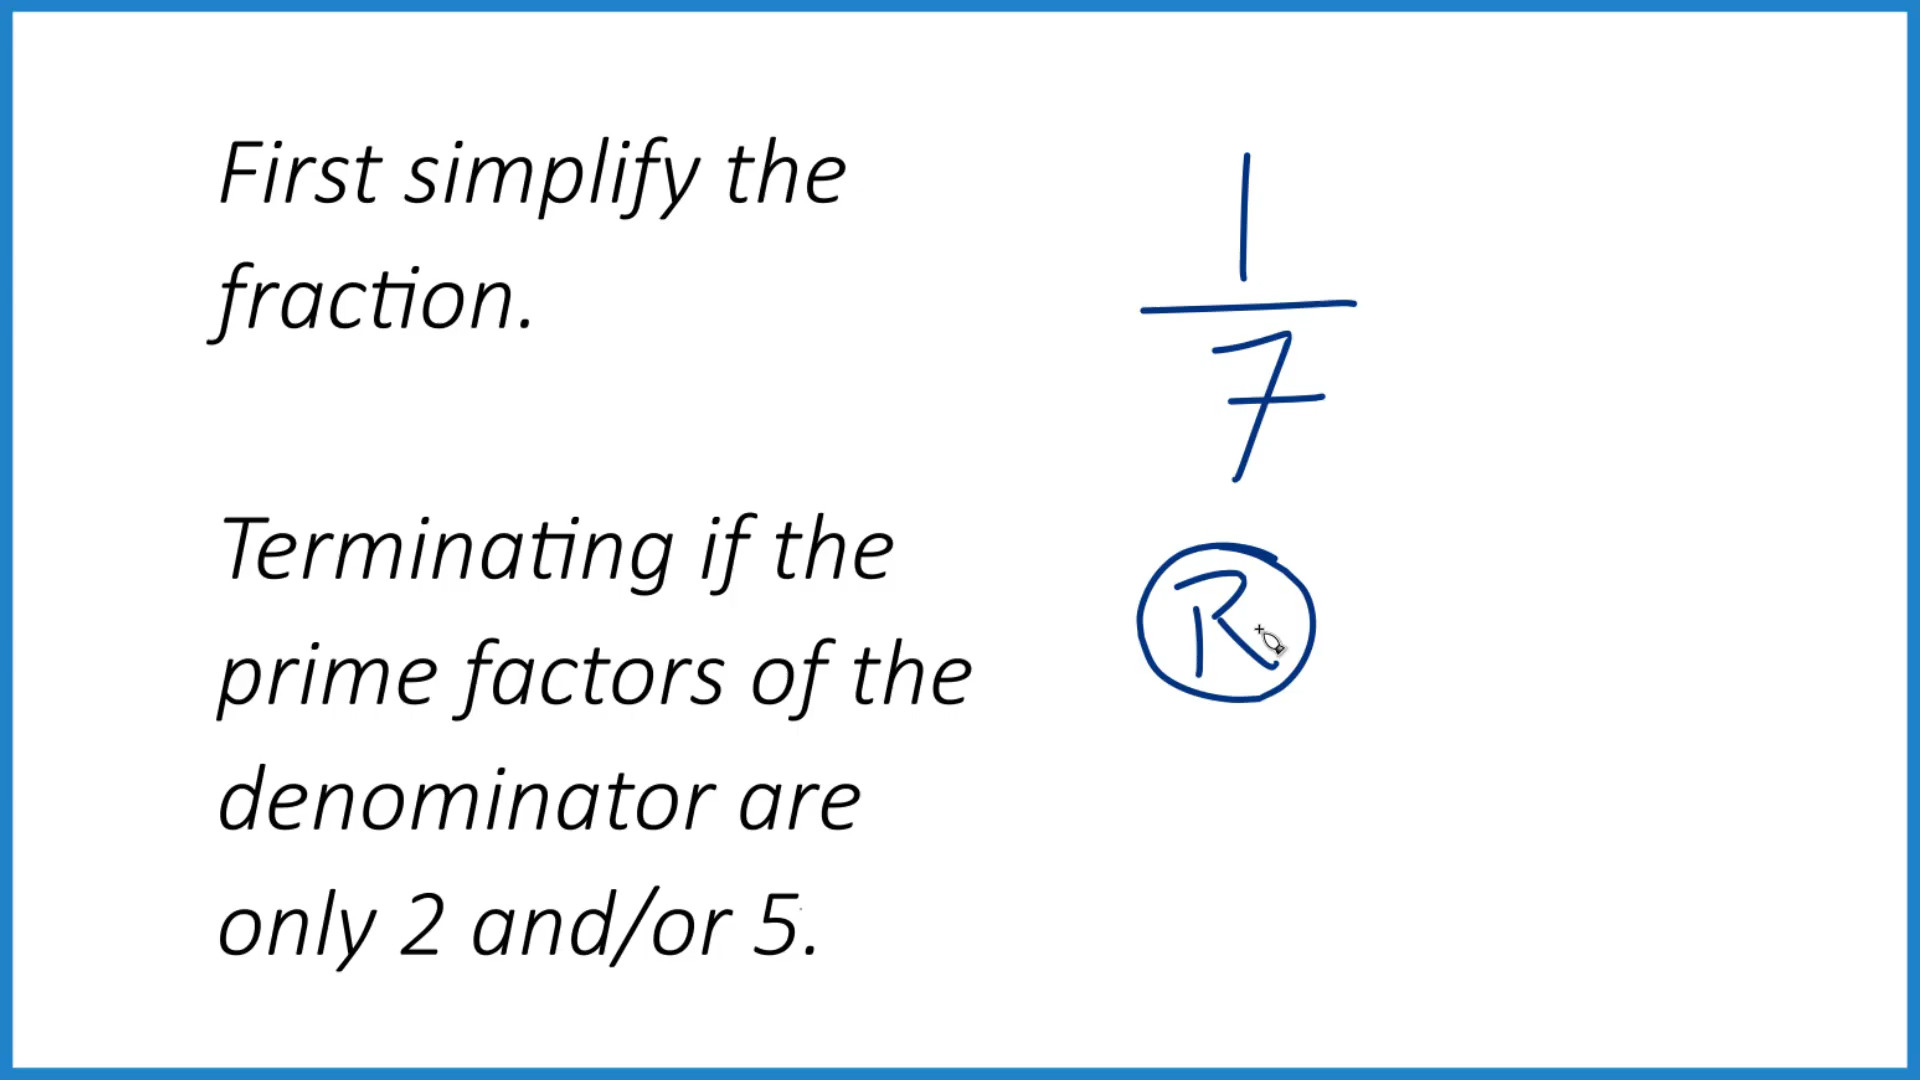 First simplify the
fraction.
Terminating if the
prime factors of the
denominator are
only 2 and/or 5.
1
7
R